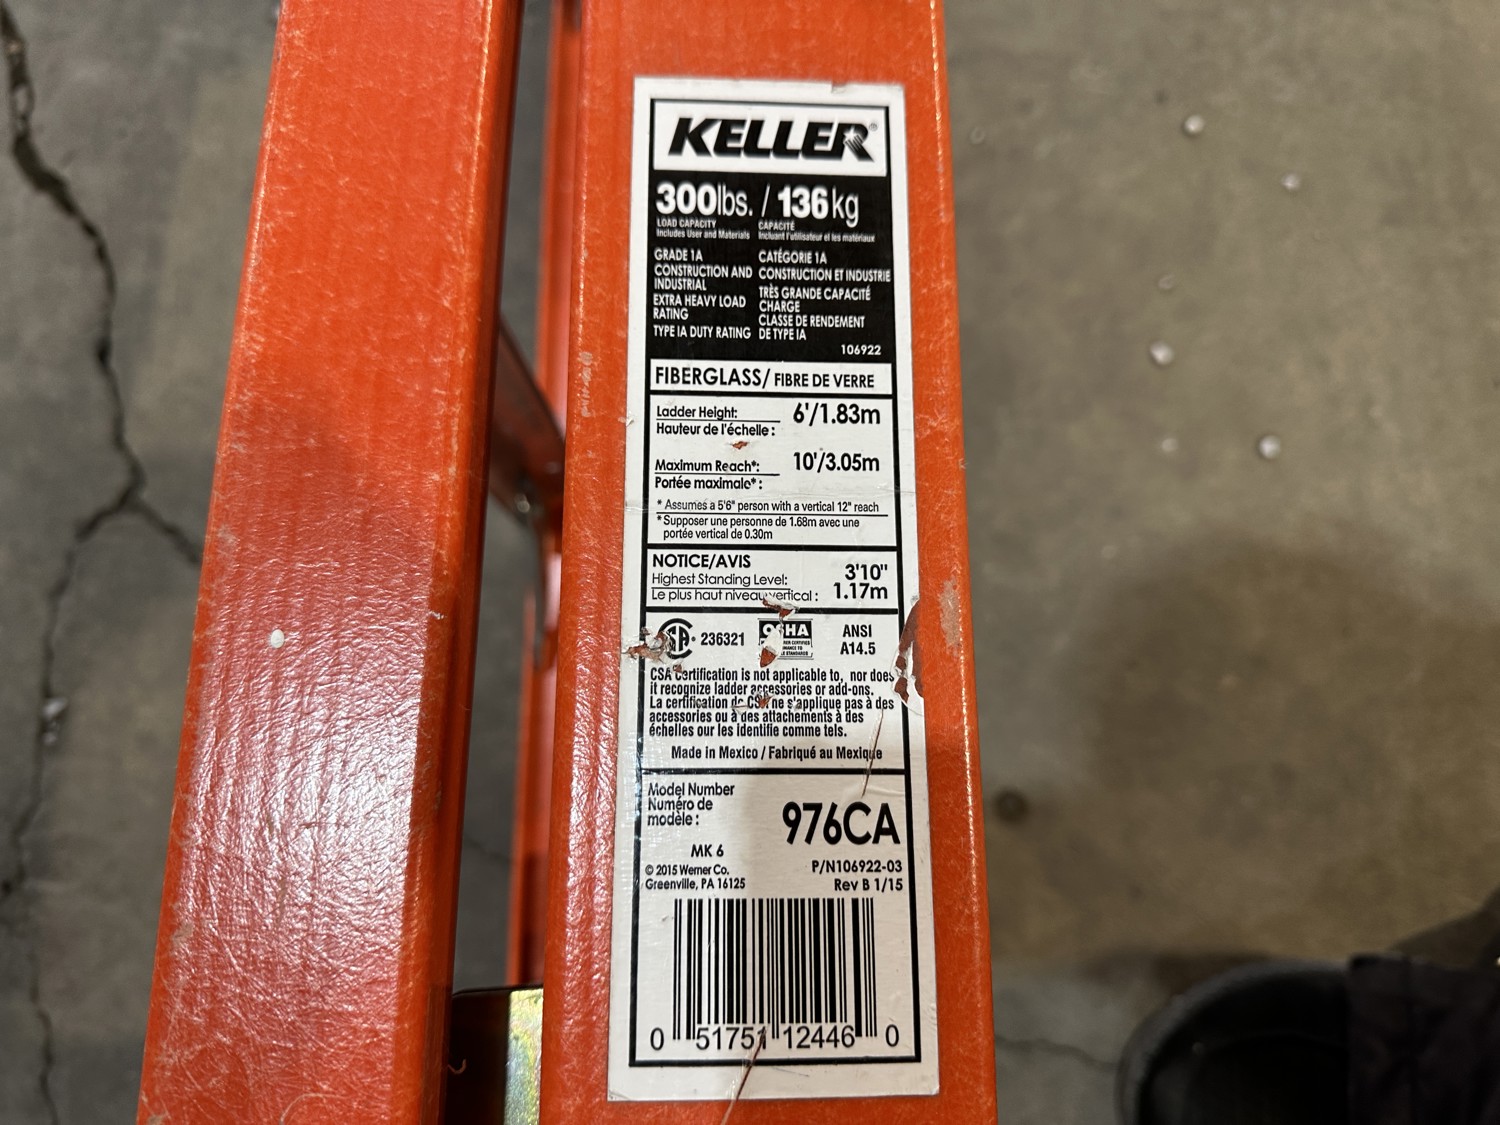 KELLER®
300lbs. / 136kg
LOAD CAPACITY CAPACITÉ
Includes User and Materials Incluant l'utilisateur et les matériaux
GRADE 1A
CONSTRUCTION AND
INDUSTRIAL
EXTRA HEAVY LOAD
RATING
TYPE IA DUTY RATING
CATÉGORIE 1A
CONSTRUCTION ET INDUSTRIE
TRÈS GRANDE CAPACITÉ
CHARGE
CLASSE DE RENDEMENT
DE TYPE IA
106922
FIBERGLASS/ FIBRE DE VERRE
Ladder Height: 6'/1.83m
Hauteur de l'échelle :
Maximum Reach*: 10'/3.05m
Portée maximale* :
* Assumes a 5'6" person with a vertical 12" reach
* Supposer une personne de 1.68m avec une
portée vertical de 0.30m
NOTICE/AVIS
Highest Standing Level: 3'10"
Le plus haut niveau vertical : 1.17m
CSA 236321 OSHA ANSI
A14.5
CSA certification is not applicable to, nor does
it recognize ladder accessories or add-ons.
La certification de CSA ne s'applique pas à des
accessories ou à des attachements à des
échelles our les identifie comme tels.
Made in Mexico / Fabriqué au Mexique
Model Number
Numéro de
modèle :
976CA
MK 6
© 2015 Werner Co.
Greenville, PA 16125
P/N106922-03
Rev B 1/15
0 51751 12446 0